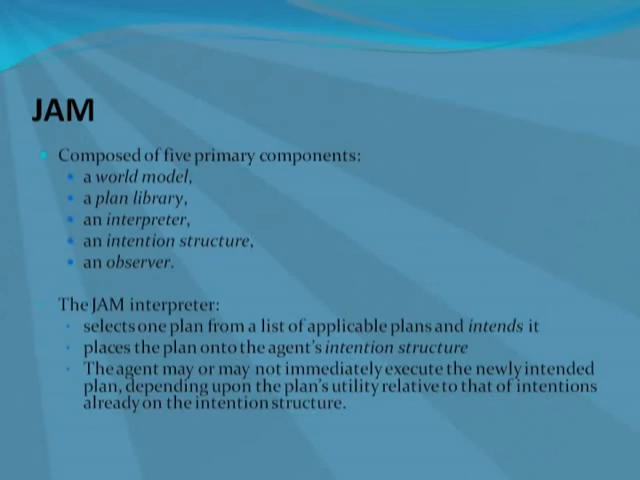 JAM
Composed of five primary components:
a world model,
a plan library,
an interpreter,
an intention structure,
an observer.
The JAM interpreter:
selects one plan from a list of applicable plans and intends it
places the plan onto the agent's intention structure
The agent may or may not immediately execute the newly intended
plan, depending upon the plan's utility relative to that of intentions
already on the intention structure.